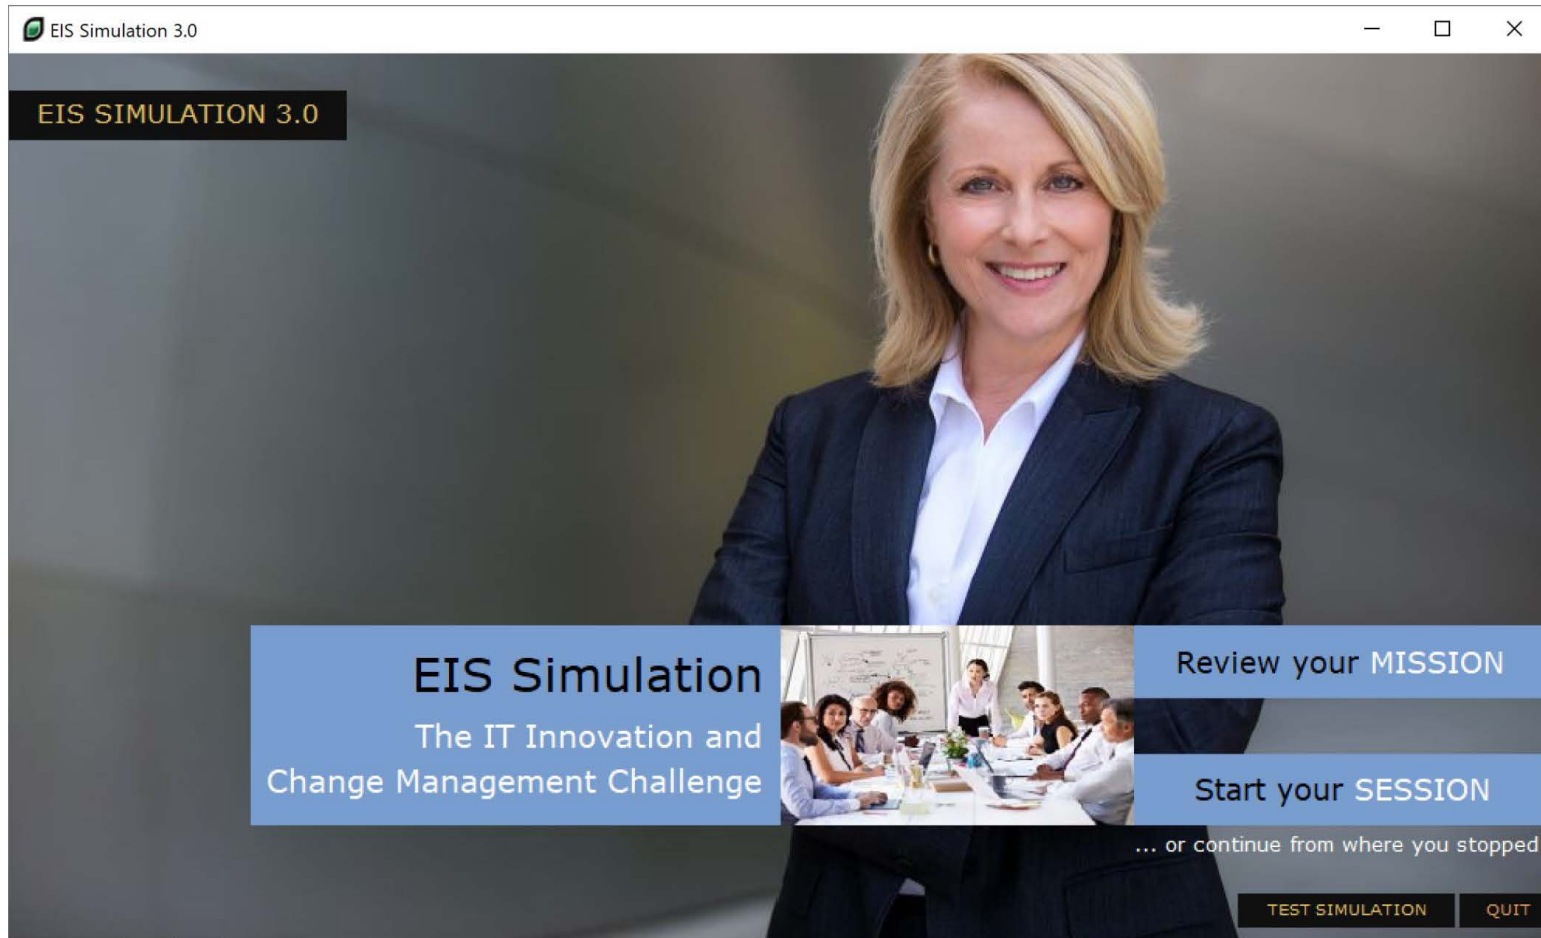 EIS Simulation 3.0
EIS SIMULATION 3.0
EIS Simulation
The IT Innovation and
Change Management Challenge
Review your MISSION
Start your SESSION
... or continue from where you stopped
TEST SIMULATION
QUIT